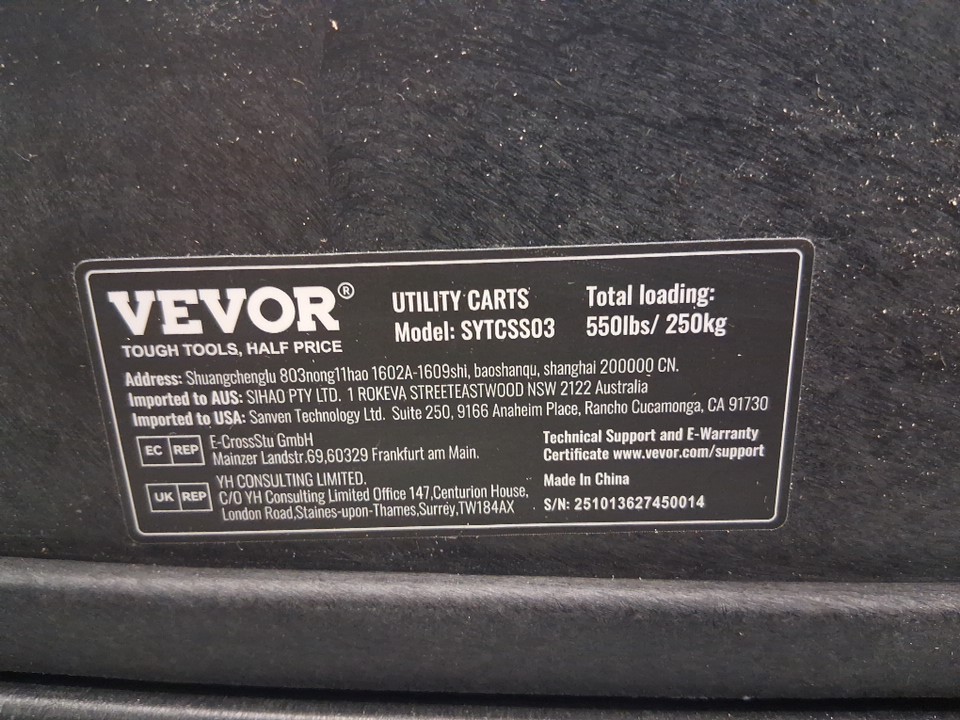 VEVOR®
TOUGH TOOLS, HALF PRICE
UTILITY CARTS
Model: SYTCSS03
Total loading:
550lbs/ 250kg
Address: Shuangchenglu 803nong11hao 1602A-1609shi, baoshanqu, shanghai 200000 CN.
Imported to AUS: SIHAO PTY LTD. 1 ROKEVA STREETEASTWOOD NSW 2122 Australia
Imported to USA: Sanven Technology Ltd. Suite 250, 9166 Anaheim Place, Rancho Cucamonga, CA 91730
EC REP
E-CrossStu GmbH
Mainzer Landstr.69,60329 Frankfurt am Main.
UK REP
YH CONSULTING LIMITED.
C/O YH Consulting Limited Office 147,Centurion House,
London Road,Staines-upon-Thames,Surrey,TW184AX
Technical Support and E-Warranty
Certificate www.vevor.com/support
Made In China
S/N: 251013627450014